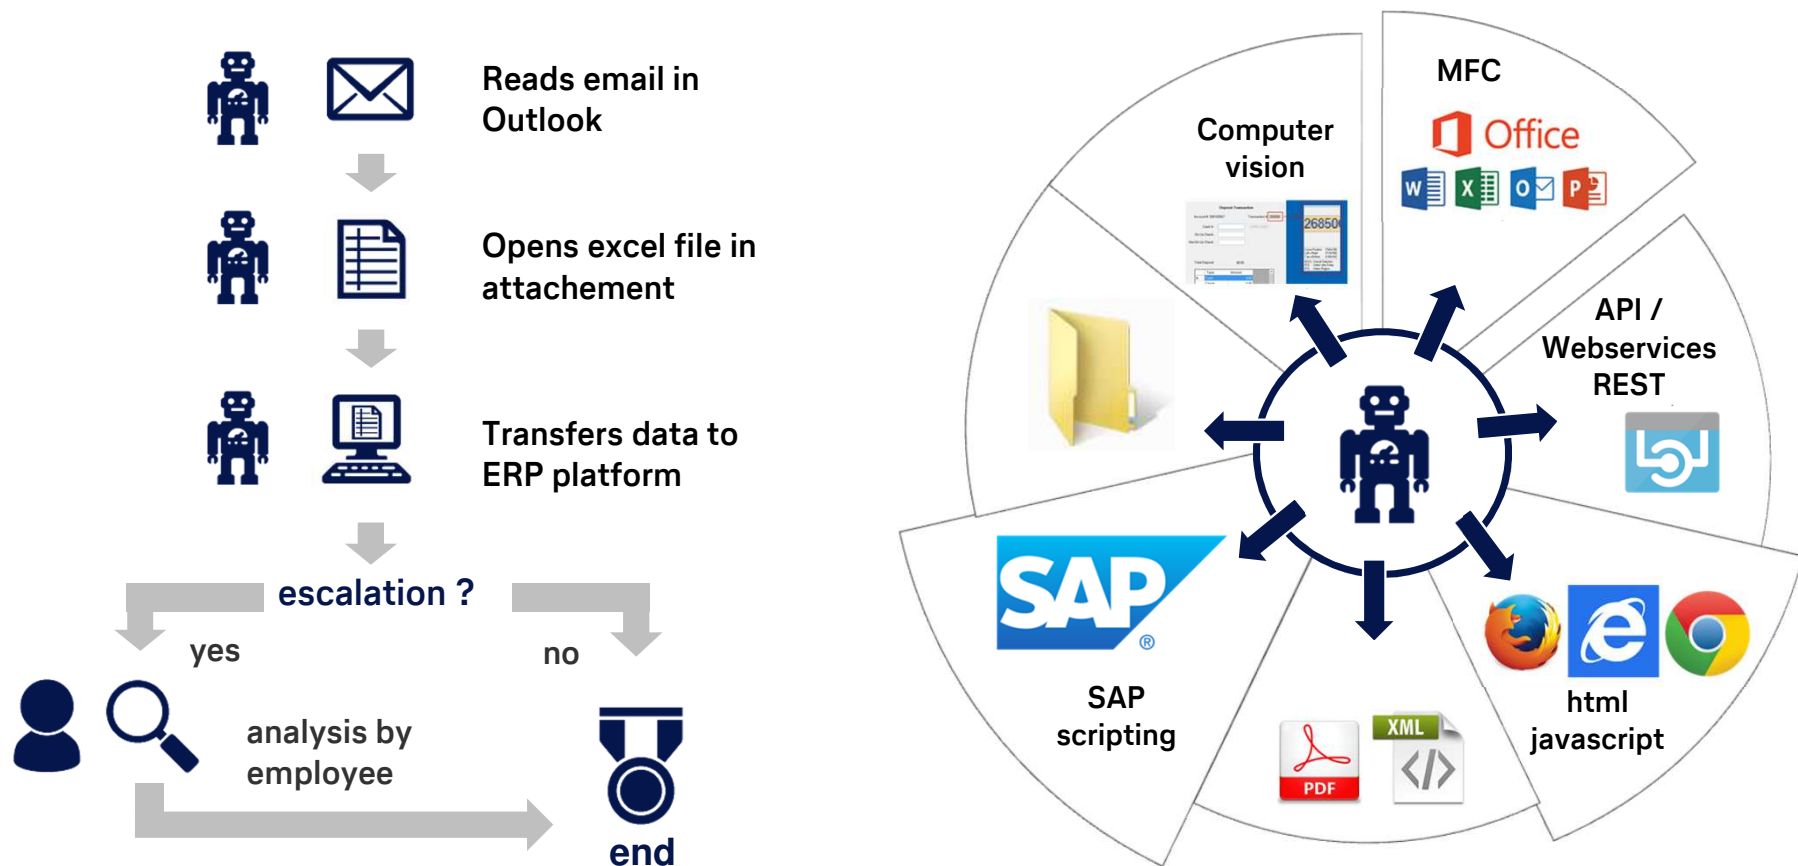 Reads email in
Outlook
Opens excel file in
attachement
Transfers data to
ERP platform
escalation ?
yes
no
analysis by
employee
end
MFC
Office
W
X
O
P
Computer
vision
26850
API /
Webservices
REST
SAP
®
SAP
scripting
PDF
XML
</>
html
javascript